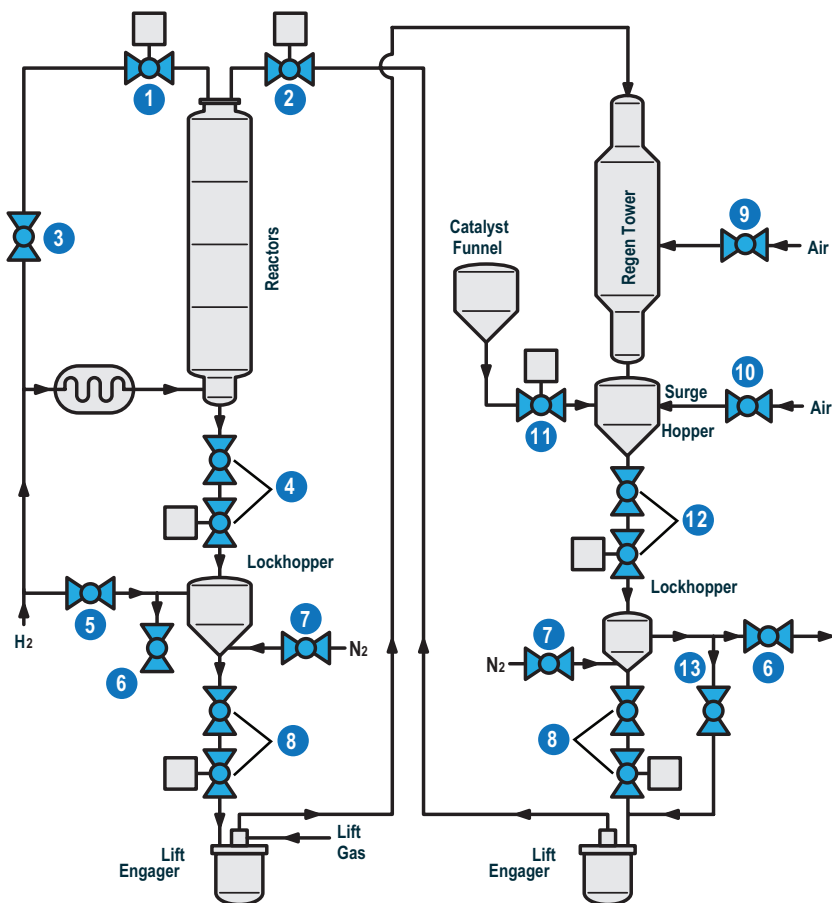 1
2
3
Reactors
Catalyst
Funnel
Regen Tower
9
Air
Surge
Hopper
10
Air
11
4
12
Lockhopper
Lockhopper
5
H2
6
7
N2
7
N2
13
6
8
8
Lift
Gas
Lift
Engager
Lift
Engager